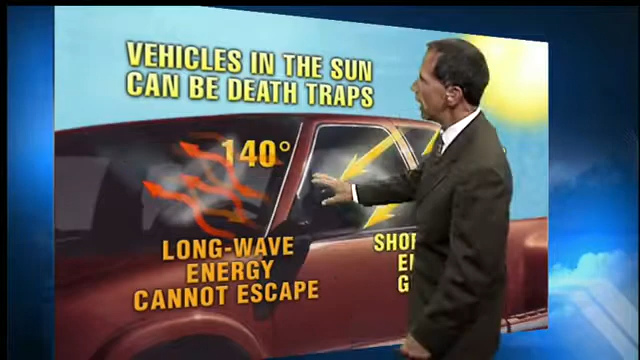 VEHICLES IN THE SUN
CAN BE DEATH TRAPS
140°
LONG-WAVE
ENERGY
CANNOT ESCAPE